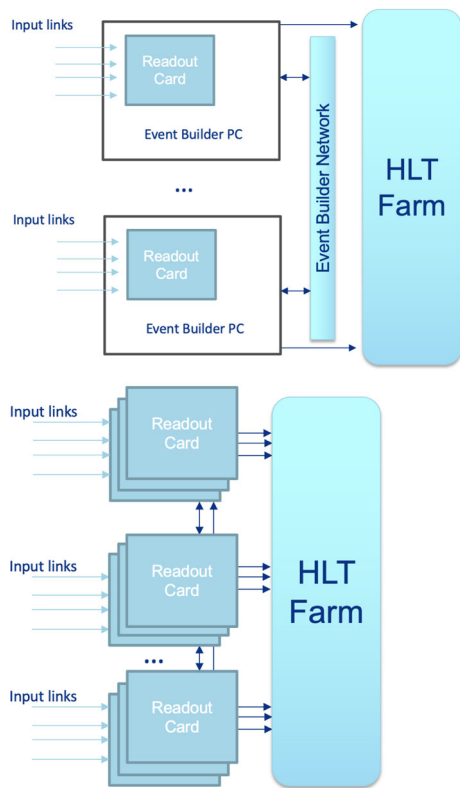 Input links
Readout
Card
Event Builder PC
Event Builder Network
HLT
Farm
...
Input links
Readout
Card
Event Builder PC
Input links
Readout
Card
Input links
Readout
Card
HLT
Farm
...
Input links
Readout
Card